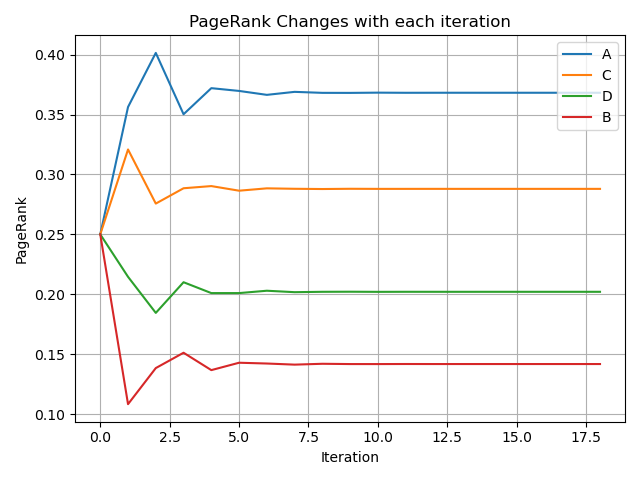 PageRank Changes with each iteration
A
C
D
B
0.40
0.35
0.30
0.25
0.20
0.15
0.10
PageRank
0.0 2.5 5.0 7.5 10.0 12.5 15.0 17.5
Iteration